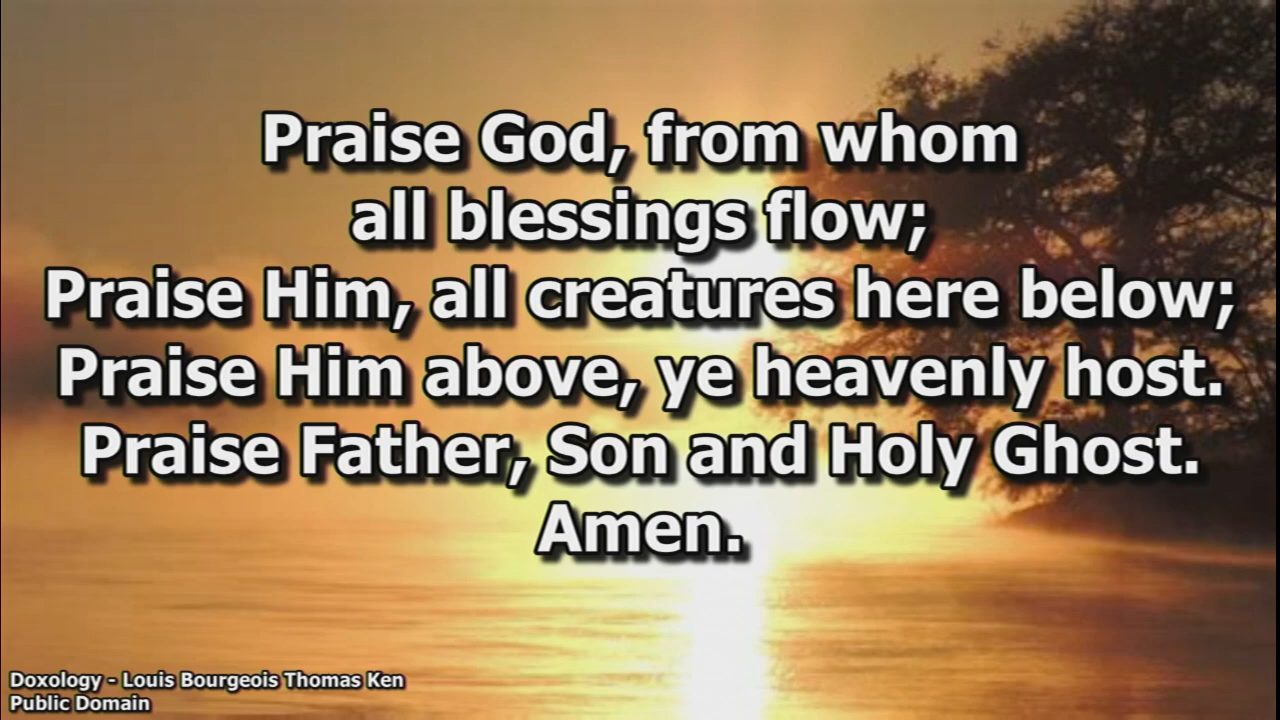 Praise God, from whom
all blessings flow;
Praise Him, all creatures here below;
Praise Him above, ye heavenly host.
Praise Father, Son and Holy Ghost.
Amen.
Doxology - Louis Bourgeois Thomas Ken
Public Domain